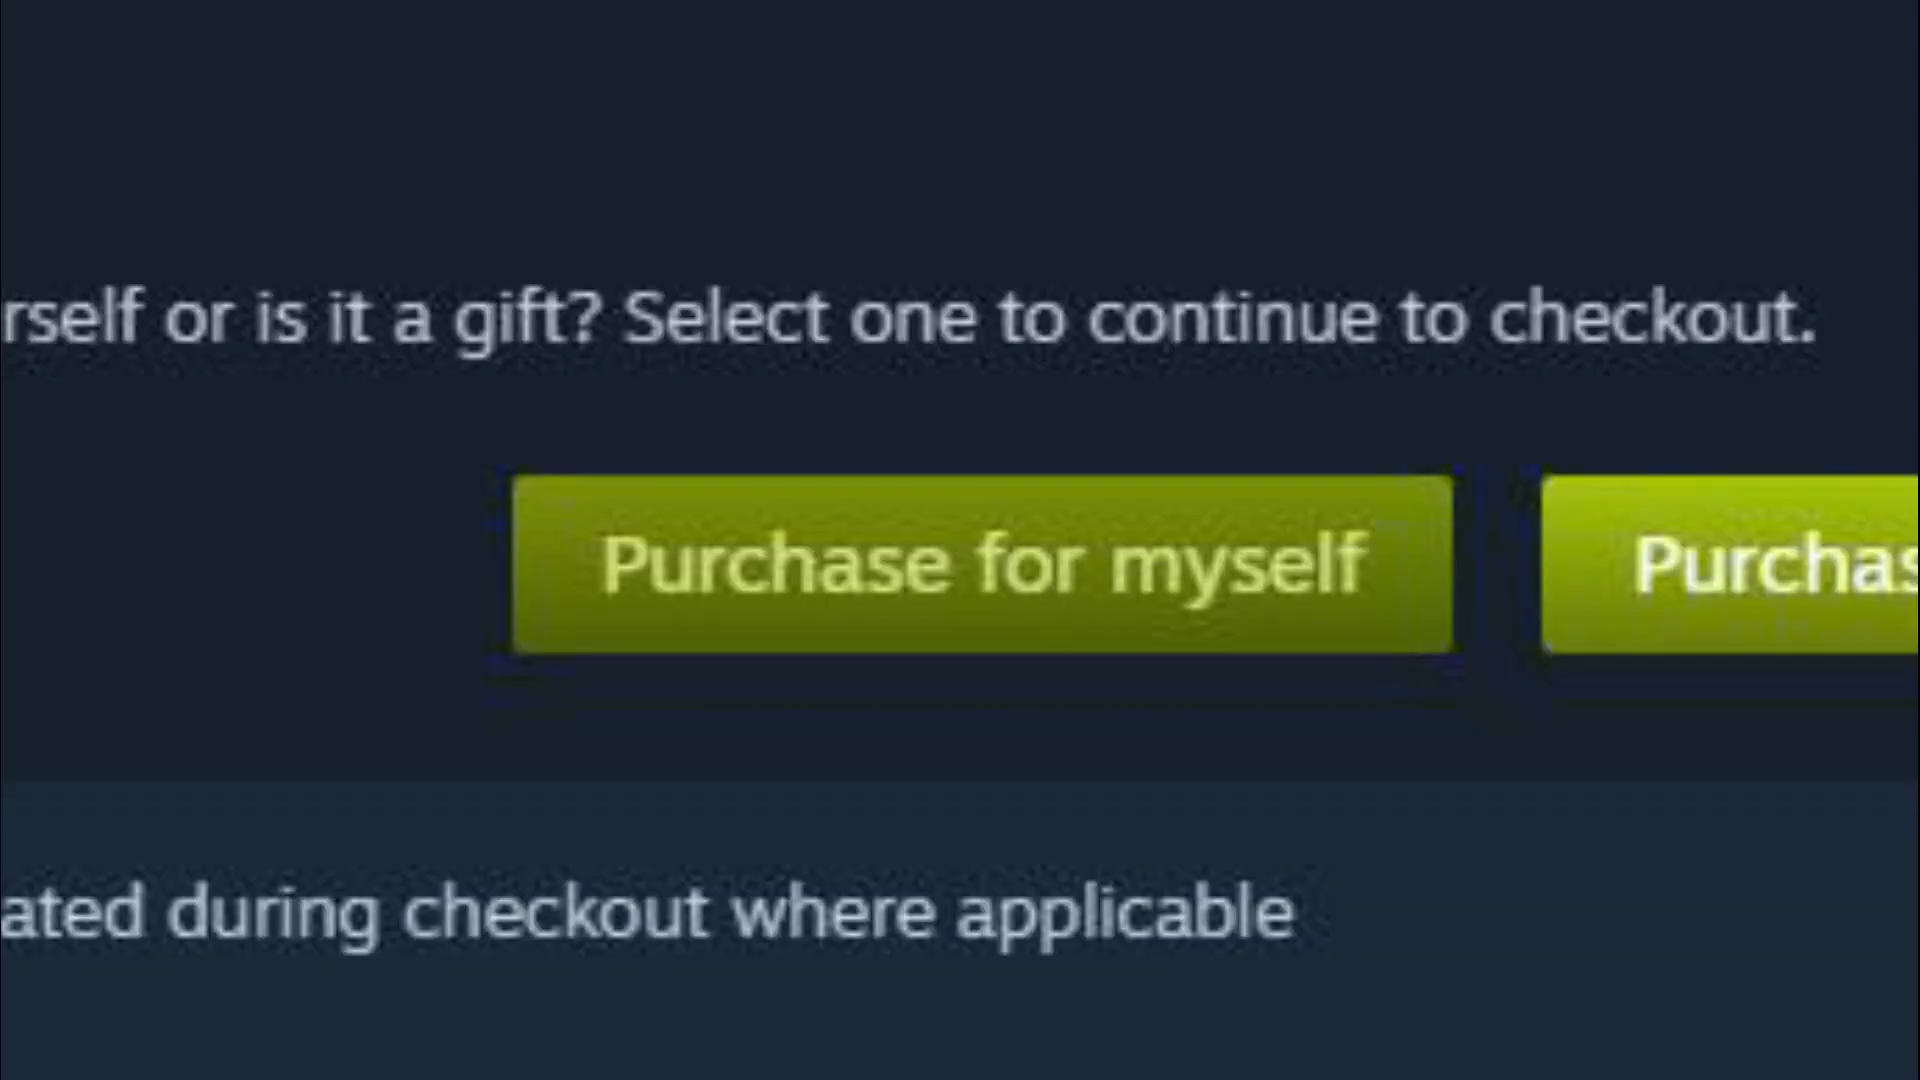 rself or is it a gift? Select one to continue to checkout.
Purchase for myself Purchas
ated during checkout where applicable